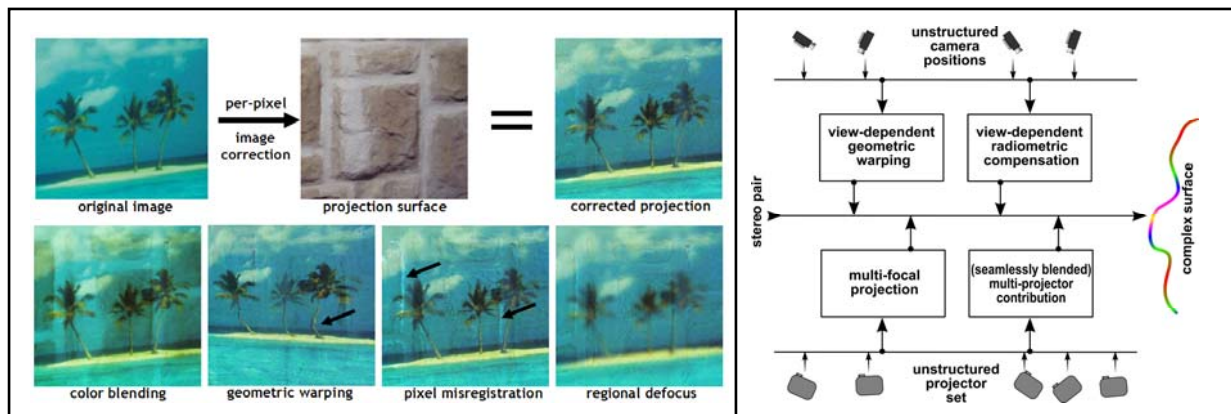 per-pixel
image
correction
original image
projection surface
corrected projection
color blending
geometric warping
pixel misregistration
regional defocus
unstructured
camera
positions
view-dependent
geometric
warping
view-dependent
radiometric
compensation
stereo pair
complex surface
multi-focal
projection
(seamlessly blended)
multi-projector
contribution
unstructured
projector
set